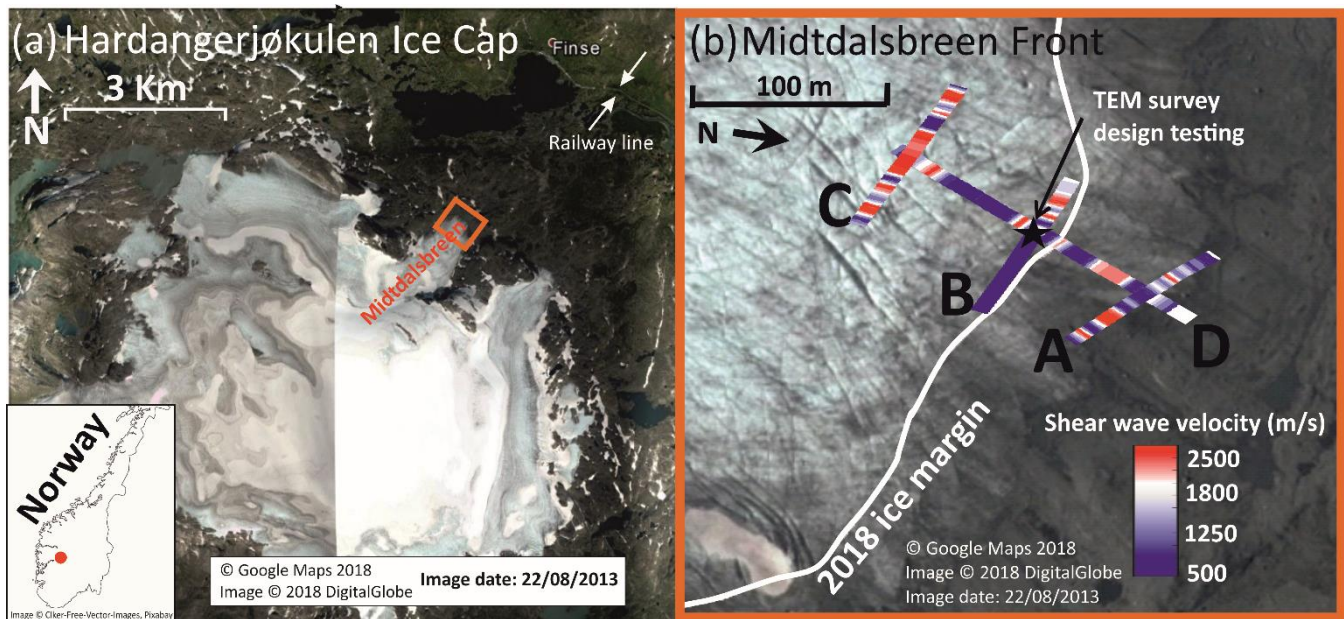 (a) Hardangerjøkulen Ice Cap
Finse
3 Km
N
Railway line
Midtdalsbreen
Norway
© Google Maps 2018
Image © 2018 DigitalGlobe
Image date: 22/08/2013
Image © Clker-Free-Vector-Images, Pixabay
(b) Midtdalsbreen Front
100 m
N
TEM survey
design testing
C
B
A
D
2018 ice margin
Shear wave velocity (m/s)
2500
1800
1250
500
© Google Maps 2018
Image © 2018 DigitalGlobe
Image date: 22/08/2013